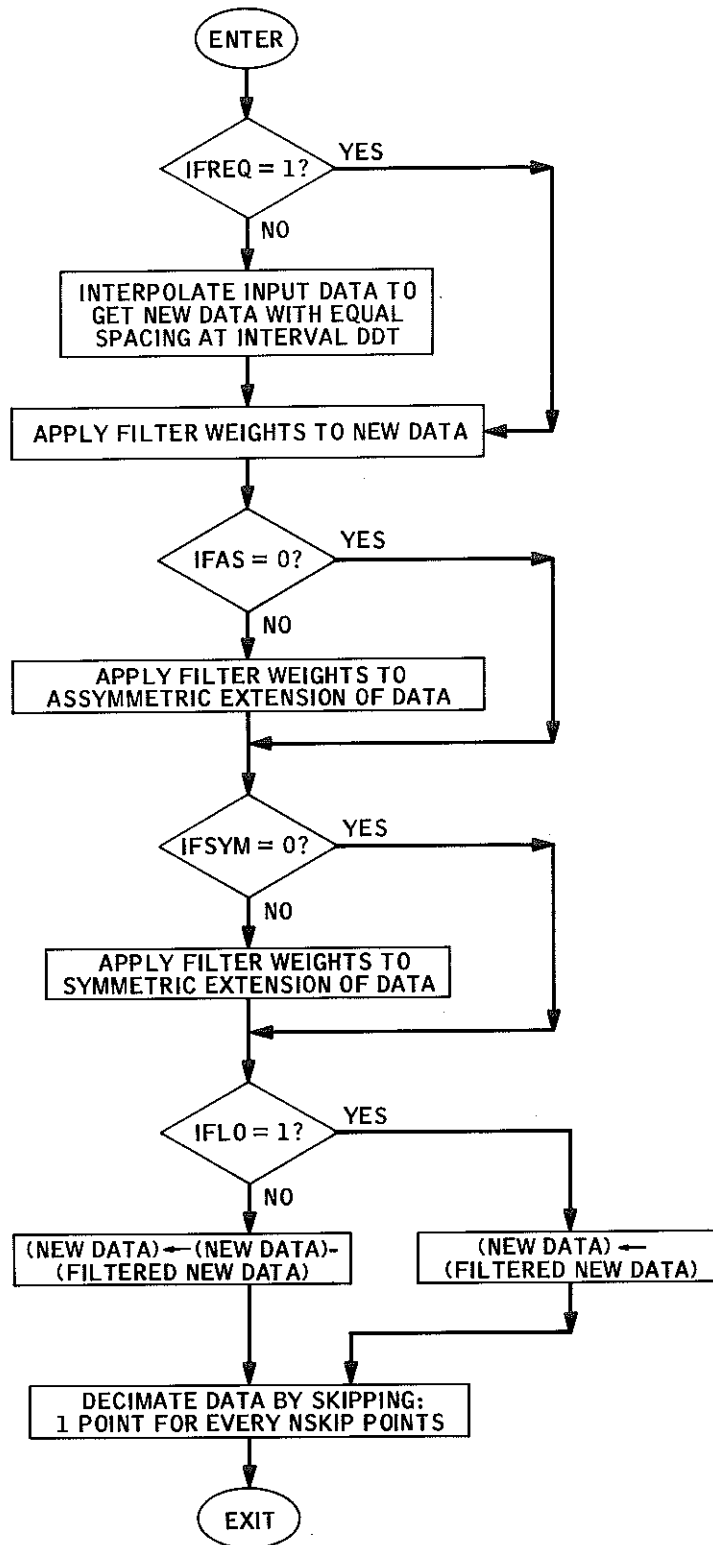 ENTER
IFREQ = 1?
YES
NO
INTERPOLATE INPUT DATA TO
GET NEW DATA WITH EQUAL
SPACING AT INTERVAL DDT
APPLY FILTER WEIGHTS TO NEW DATA
IFAS = 0?
YES
NO
APPLY FILTER WEIGHTS TO
ASSYMMETRIC EXTENSION OF DATA
IFSYM = 0?
YES
NO
APPLY FILTER WEIGHTS TO
SYMMETRIC EXTENSION OF DATA
IFLO = 1?
YES
NO
(NEW DATA)←(NEW DATA)-
(FILTERED NEW DATA)
(NEW DATA) ←
(FILTERED NEW DATA)
DECIMATE DATA BY SKIPPING:
1 POINT FOR EVERY NSKIP POINTS
EXIT